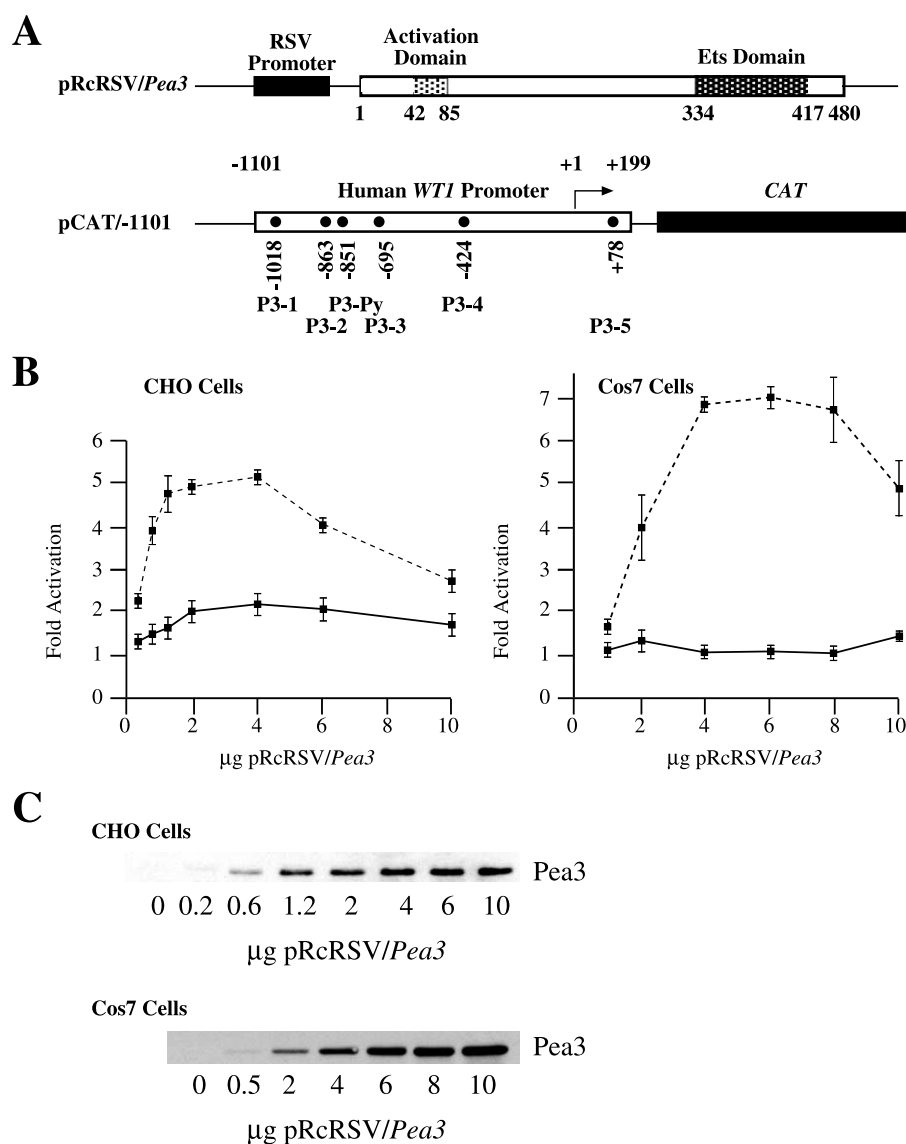 A
RSV Promoter
Activation Domain
Ets Domain
pRcRSV/Pea3
1 42 85 334 417 480
-1101 +1 +199
Human WT1 Promoter
CAT
pCAT/-1101
-1018 -863 -851 -695 -424 +78
P3-1 P3-Py P3-4
P3-2 P3-3 P3-5
B
CHO Cells
6
5
4
3
2
1
0
Fold Activation
0 2 4 6 8 10
µg pRcRSV/Pea3
Cos7 Cells
7
6
5
4
3
2
1
0
Fold Activation
0 2 4 6 8 10
µg pRcRSV/Pea3
C
CHO Cells
Pea3
0 0.2 0.6 1.2 2 4 6 10
µg pRcRSV/Pea3
Cos7 Cells
Pea3
0 0.5 2 4 6 8 10
µg pRcRSV/Pea3